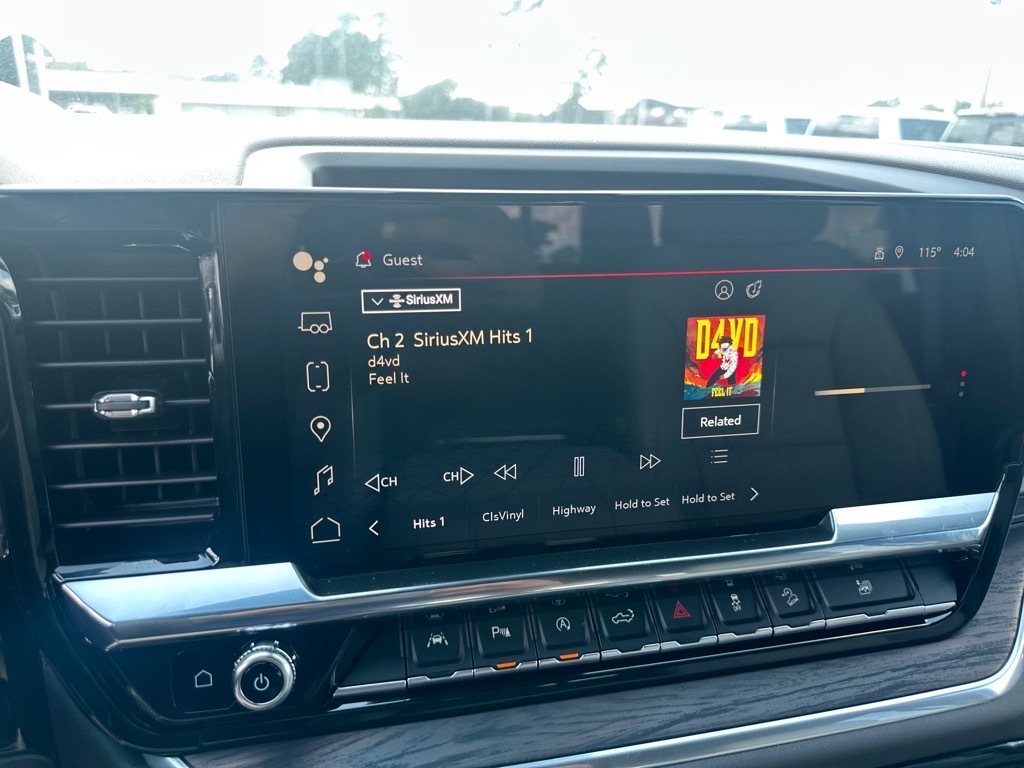 Guest
115° 4:04
SiriusXM
Ch 2 SiriusXM Hits 1
d4vd
Feel It
D4VD
FEEL IT
Related
CH CH
Hits 1 ClsVinyl Highway Hold to Set Hold to Set
P
A